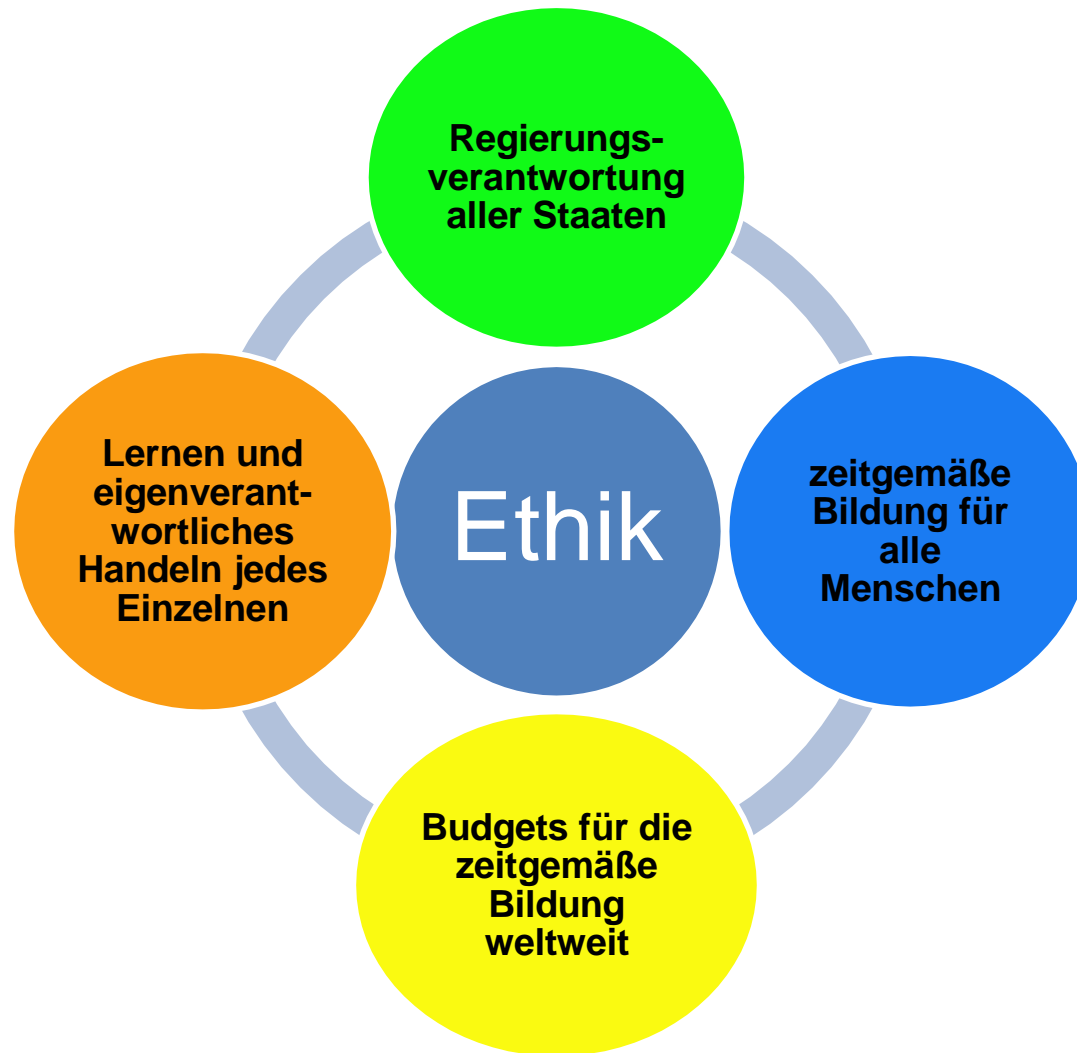 Regierungs-
verantwortung
aller Staaten
Lernen und
eigenverant-
wortliches
Handeln jedes
Einzelnen
Ethik
zeitgemäße
Bildung für
alle
Menschen
Budgets für die
zeitgemäße
Bildung
weltweit